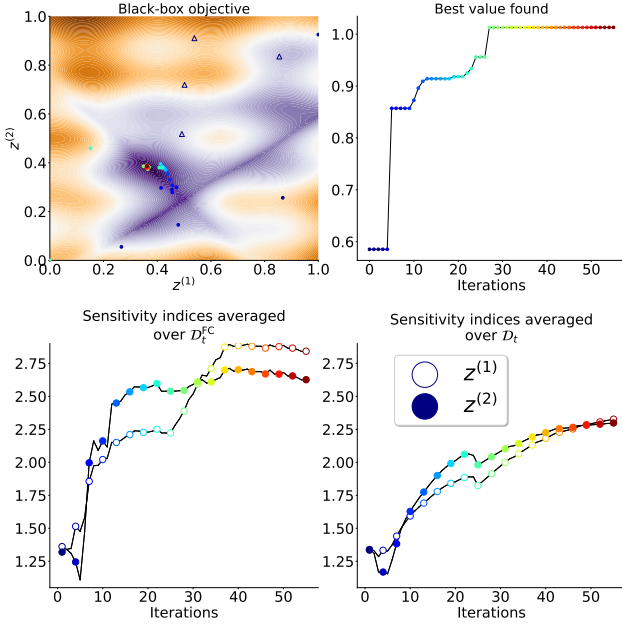 Black-box objective
1.0
0.8
0.6
0.4
0.2
0.0
z^(2)
0.0 0.2 0.4 0.6 0.8 1.0
z^(1)
Best value found
1.0
0.9
0.8
0.7
0.6
0 10 20 30 40 50
Iterations
Sensitivity indices averaged
over 𝒟_t^FC
2.75
2.50
2.25
2.00
1.75
1.50
1.25
0 10 20 30 40 50
Iterations
Sensitivity indices averaged
over 𝒟_t
z^(1)
z^(2)
2.75
2.50
2.25
2.00
1.75
1.50
1.25
0 10 20 30 40 50
Iterations